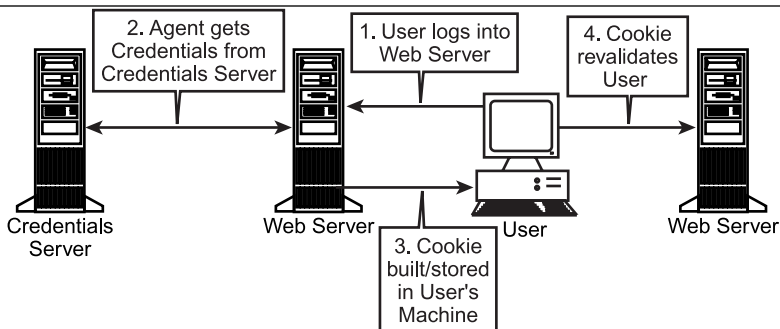 2. Agent gets
Credentials from
Credentials Server
1. User logs into
Web Server
4. Cookie
revalidates
User
Credentials
Server
Web Server
User
Web Server
3. Cookie
built/stored
in User's
Machine